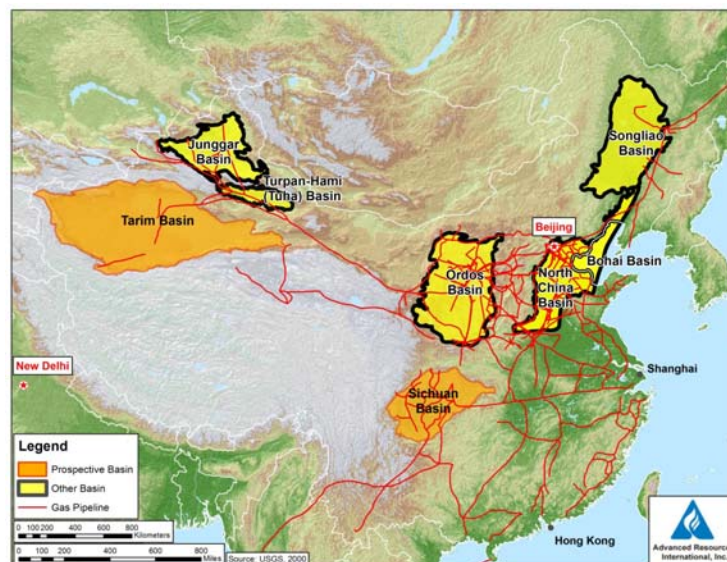 Junggar
Basin
Turpan-Hami
(Tuha) Basin
Tarim Basin
Songliao
Basin
Beijing
Bohai Basin
Ordos
Basin
North
China
Basin
New Delhi
Shanghai
Sichuan
Basin
Legend
Prospective Basin
Other Basin
Gas Pipeline
0 100 200 400 600 800
Kilometers
0 100 200 400 600 800
Miles
Source: USGS, 2000
Hong Kong
Advanced Resources
International, Inc.